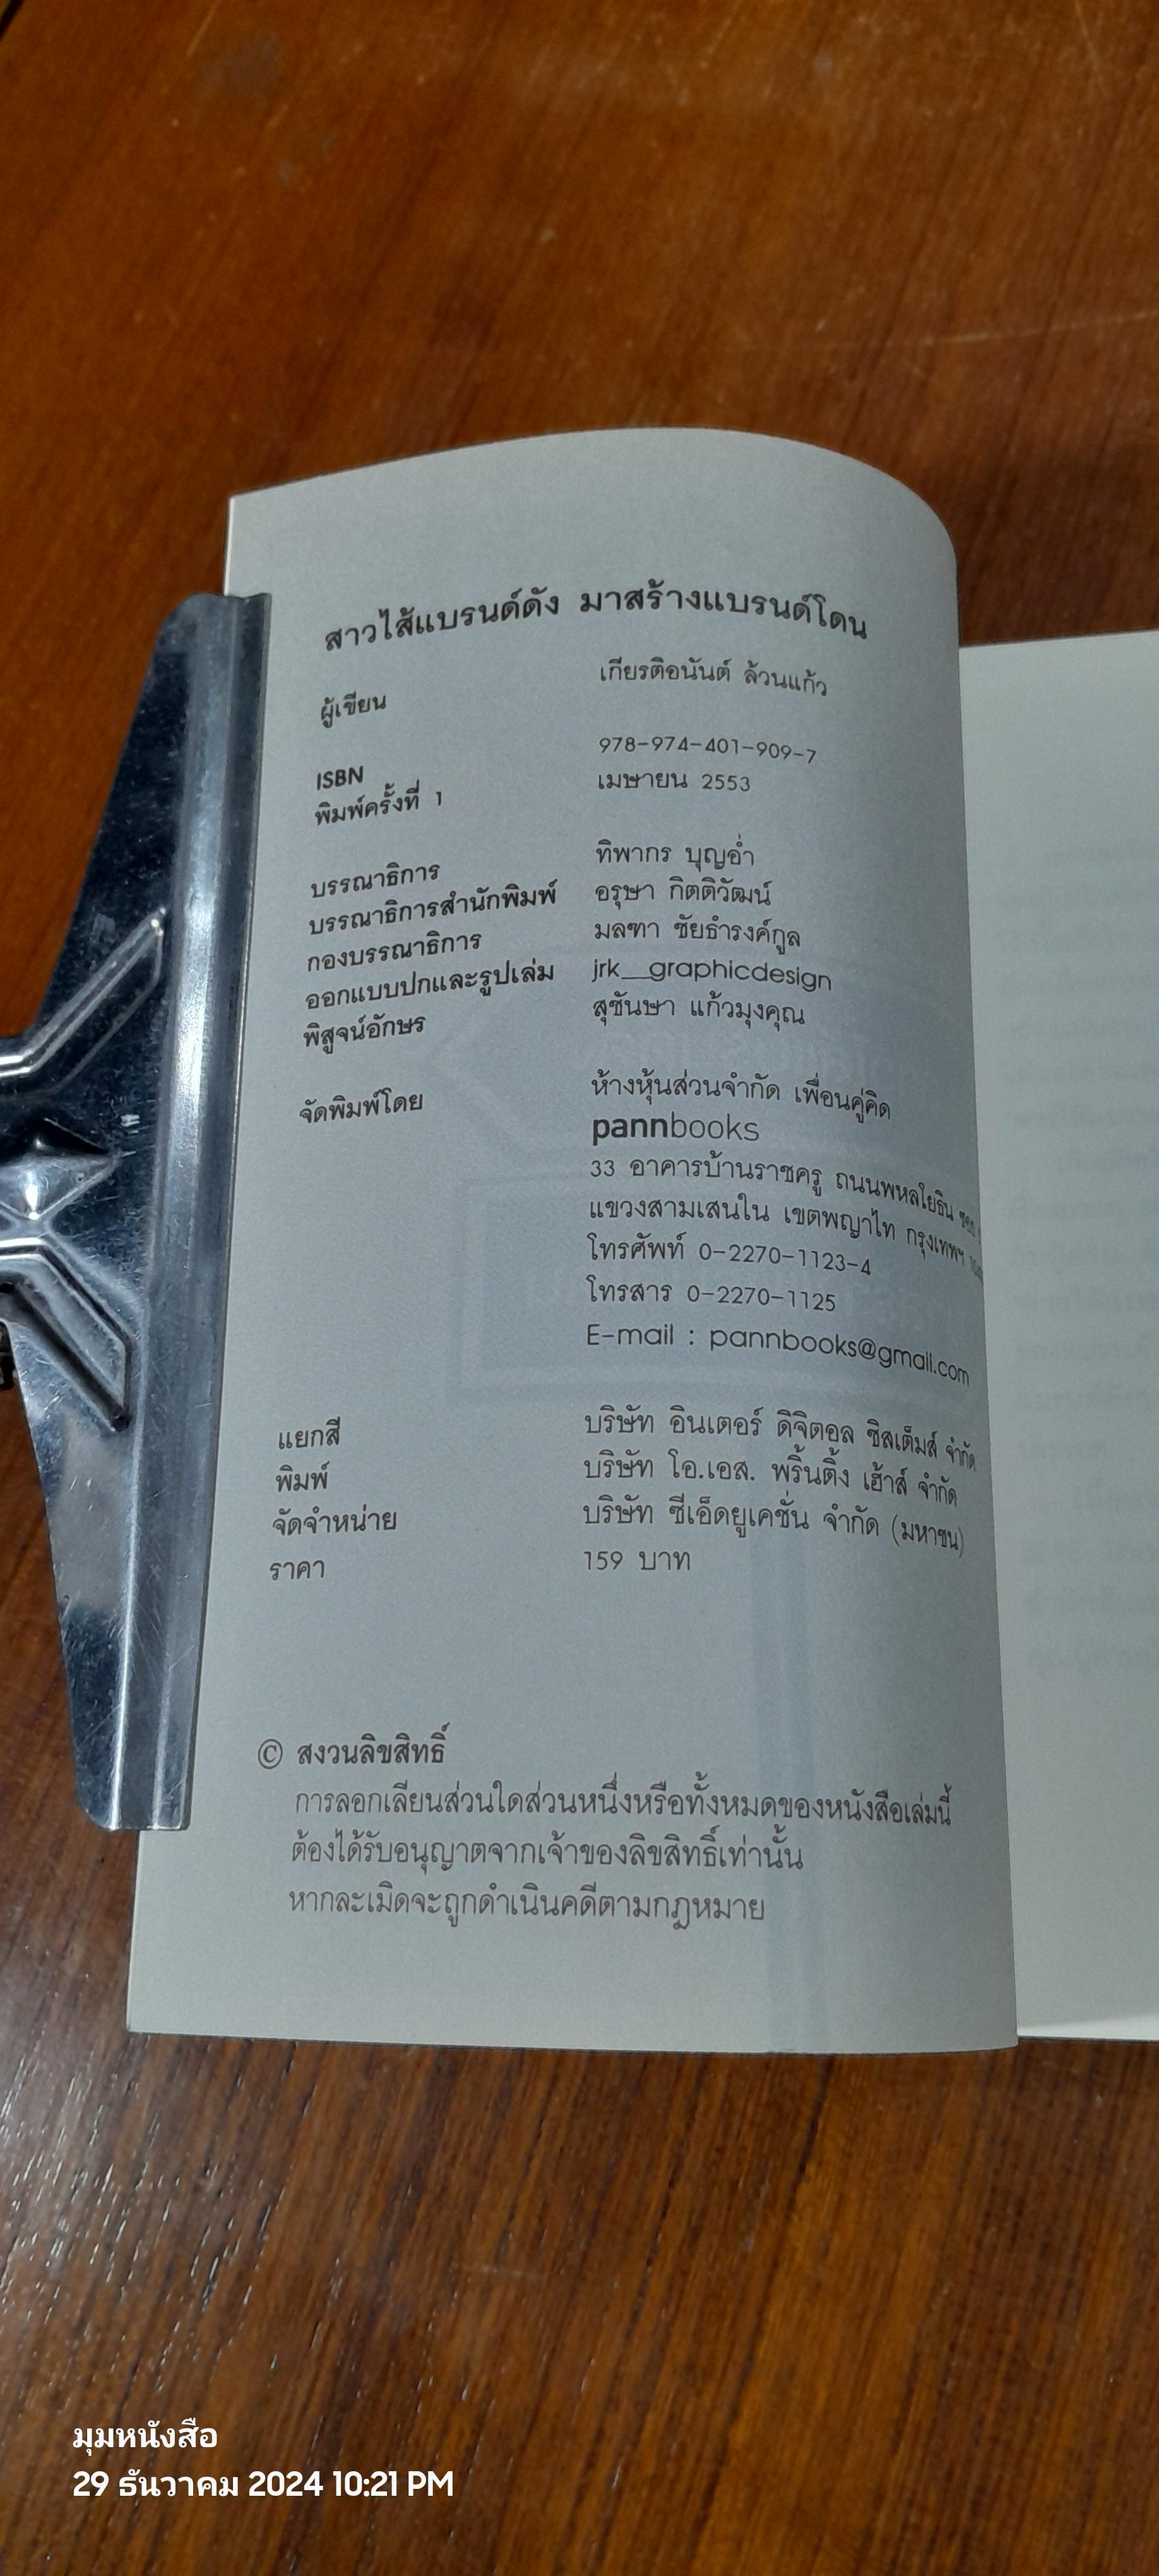 สาวไส้แบรนด์ดัง มาสร้างแบรนด์โดน
ผู้เขียน เกียรติอนันต์ ล้วนแก้ว
ISBN 978-974-401-909-7
พิมพ์ครั้งที่ 1 เมษายน 2553
บรรณาธิการ ทิพากร บุญอ่ำ
บรรณาธิการสำนักพิมพ์ อรุษา กิตติวัฒน์
กองบรรณาธิการ มลฑา ชัยธำรงค์กูล
ออกแบบปกและรูปเล่ม jrk_graphicdesign
พิสูจน์อักษร สุชันษา แก้วมุงคุณ
จัดพิมพ์โดย ห้างหุ้นส่วนจำกัด เพื่อนคู่คิด
pannbooks
33 อาคารบ้านราชครู ถนนพหลโยธิน ซอย
แขวงสามเสนใน เขตพญาไท กรุงเทพฯ
โทรศัพท์ 0-2270-1123-4
โทรสาร 0-2270-1125
E-mail : pannbooks@gmail.com
แยกสี บริษัท อินเตอร์ ดิจิตอล ซิสเต็มส์ จำกัด
พิมพ์ บริษัท โอ.เอส. พริ้นติ้ง เฮ้าส์ จำกัด
จัดจำหน่าย บริษัท ซีเอ็ดยูเคชั่น จำกัด (มหาชน)
ราคา 159 บาท
© สงวนลิขสิทธิ์
การลอกเลียนส่วนใดส่วนหนึ่งหรือทั้งหมดของหนังสือเล่มนี้
ต้องได้รับอนุญาตจากเจ้าของลิขสิทธิ์เท่านั้น
หากละเมิดจะถูกดำเนินคดีตามกฎหมาย
มุมหนังสือ
29 ธันวาคม 2024 10:21 PM